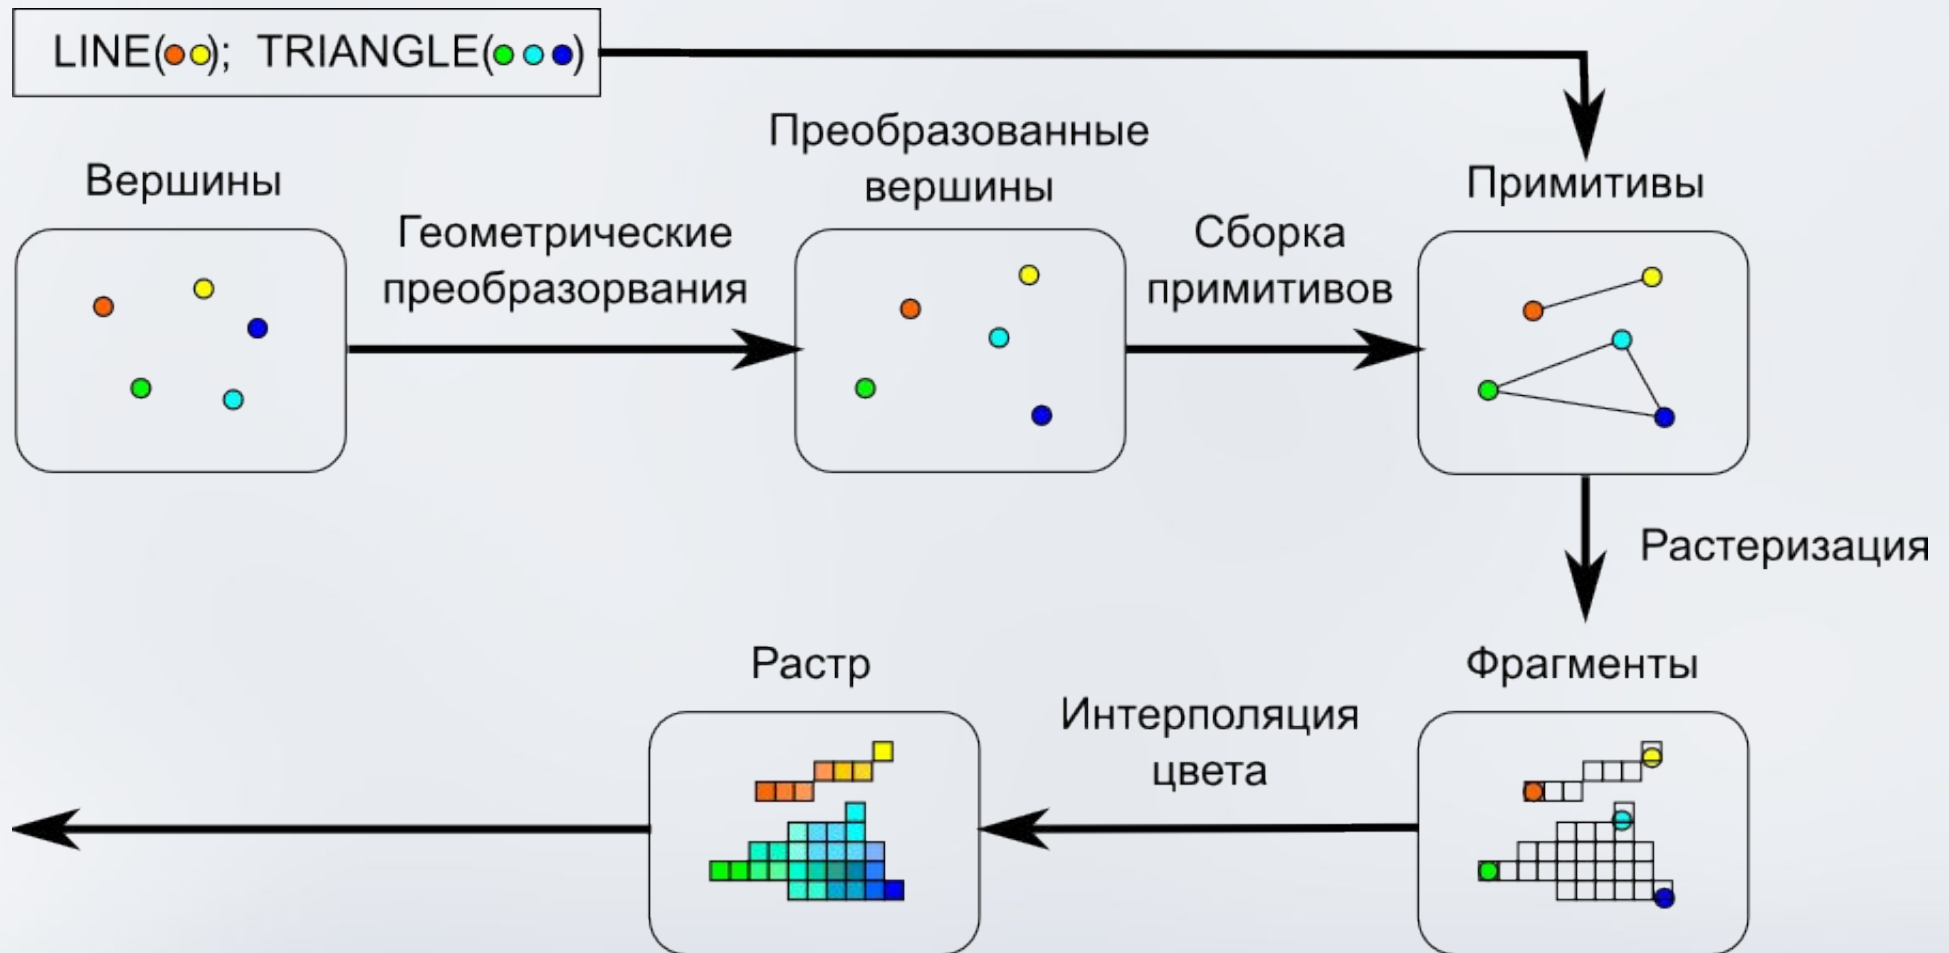 LINE( ); TRIANGLE( )
Вершины
Геометрические
преобразорвания
Преобразованные
вершины
Сборка
примитивов
Примитивы
Растеризация
Фрагменты
Интерполяция
цвета
Растр